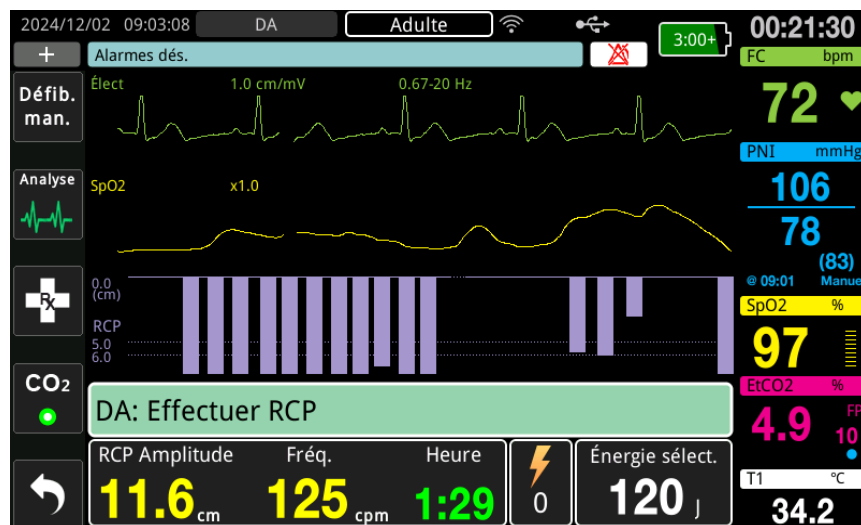 2024/12/02 09:03:08 DA Adulte 3:00+ 00:21:30
+ Alarmes dés.
FC bpm
72
Défib. man.
Élect 1.0 cm/mV 0.67-20 Hz
PNI mmHg
106
78
(83)
@ 09:01 Manue
Analyse
SpO2 x1.0
Rx
0.0
(cm)
RCP
5.0
6.0
SpO2 %
97
CO2
EtCO2 %
4.9 FP
10
DA: Effectuer RCP
RCP Amplitude Fréq. Heure
11.6 cm 125 cpm 1:29
0
Énergie sélect.
120 J
T1 °C
34.2